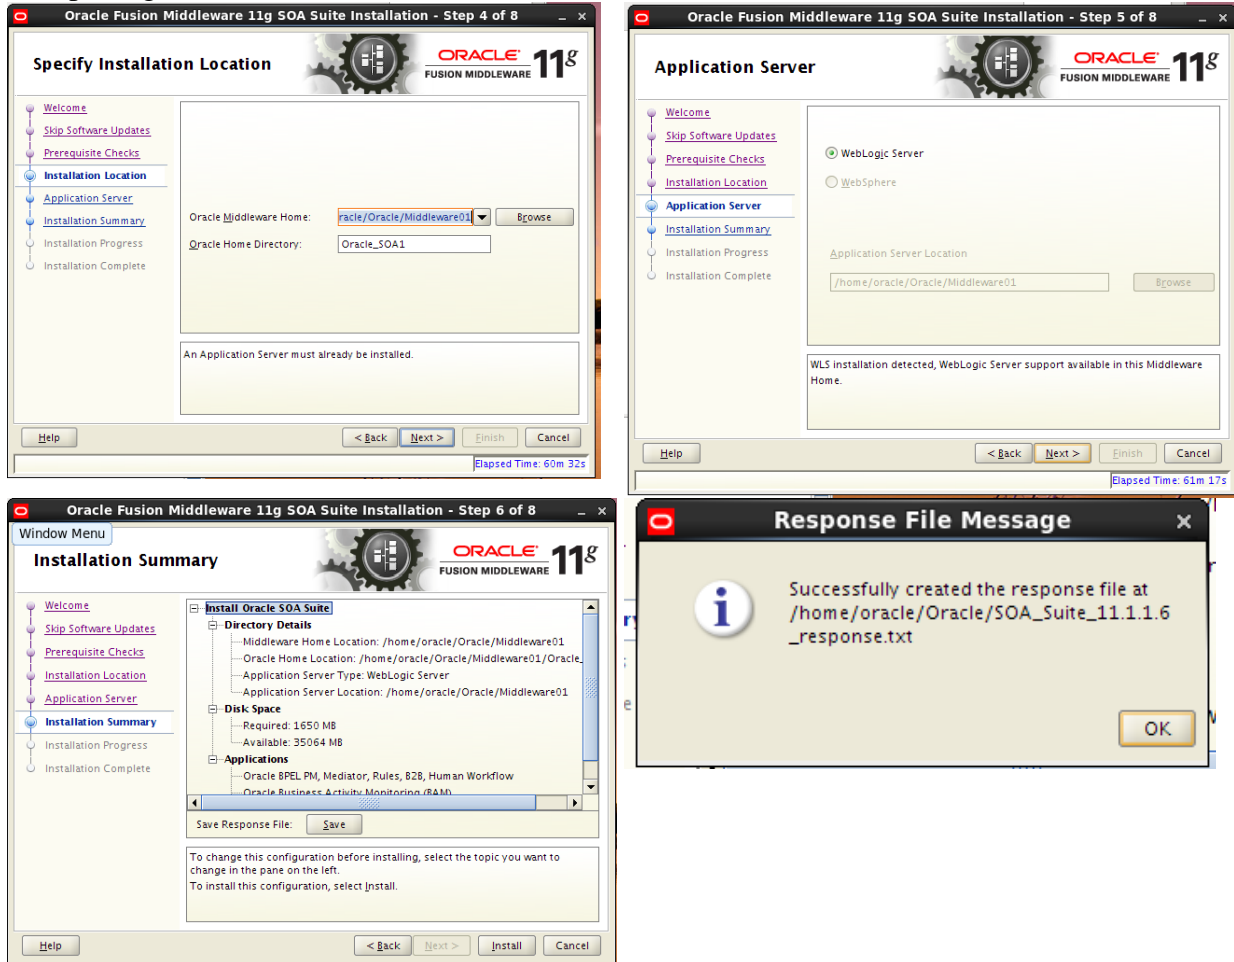 Oracle Fusion Middleware 11g SOA Suite Installation - Step 4 of 8
Specify Installation Location
ORACLE
FUSION MIDDLEWARE 11g
Welcome
Skip Software Updates
Prerequisite Checks
Installation Location
Application Server
Installation Summary
Installation Progress
Installation Complete
Oracle Middleware Home: racle/Oracle/Middleware01 Browse
Oracle Home Directory: Oracle_SOA1
An Application Server must already be installed.
Help < Back Next > Finish Cancel
Elapsed Time: 60m 32s
Oracle Fusion Middleware 11g SOA Suite Installation - Step 5 of 8
Application Server
ORACLE
FUSION MIDDLEWARE 11g
Welcome
Skip Software Updates
Prerequisite Checks
Installation Location
Application Server
Installation Summary
Installation Progress
Installation Complete
WebLogic Server
WebSphere
Application Server Location
/home/oracle/Oracle/Middleware01 Browse
WLS installation detected, WebLogic Server support available in this Middleware
Home.
Help < Back Next > Finish Cancel
Elapsed Time: 61m 17s
Oracle Fusion Middleware 11g SOA Suite Installation - Step 6 of 8
Window Menu
Installation Summary
ORACLE
FUSION MIDDLEWARE 11g
Welcome
Skip Software Updates
Prerequisite Checks
Installation Location
Application Server
Installation Summary
Installation Progress
Installation Complete
Install Oracle SOA Suite
Directory Details
Middleware Home Location: /home/oracle/Oracle/Middleware01
Oracle Home Location: /home/oracle/Oracle/Middleware01/Oracle_
Application Server Type: WebLogic Server
Application Server Location: /home/oracle/Oracle/Middleware01
Disk Space
Required: 1650 MB
Available: 35064 MB
Applications
Oracle BPEL PM, Mediator, Rules, B2B, Human Workflow
Oracle Business Activity Monitoring (BAM)
Save Response File: Save
To change this configuration before installing, select the topic you want to
change in the pane on the left.
To install this configuration, select Install.
Help < Back Next > Install Cancel
Response File Message
Successfully created the response file at
/home/oracle/Oracle/SOA_Suite_11.1.1.6
_response.txt
OK